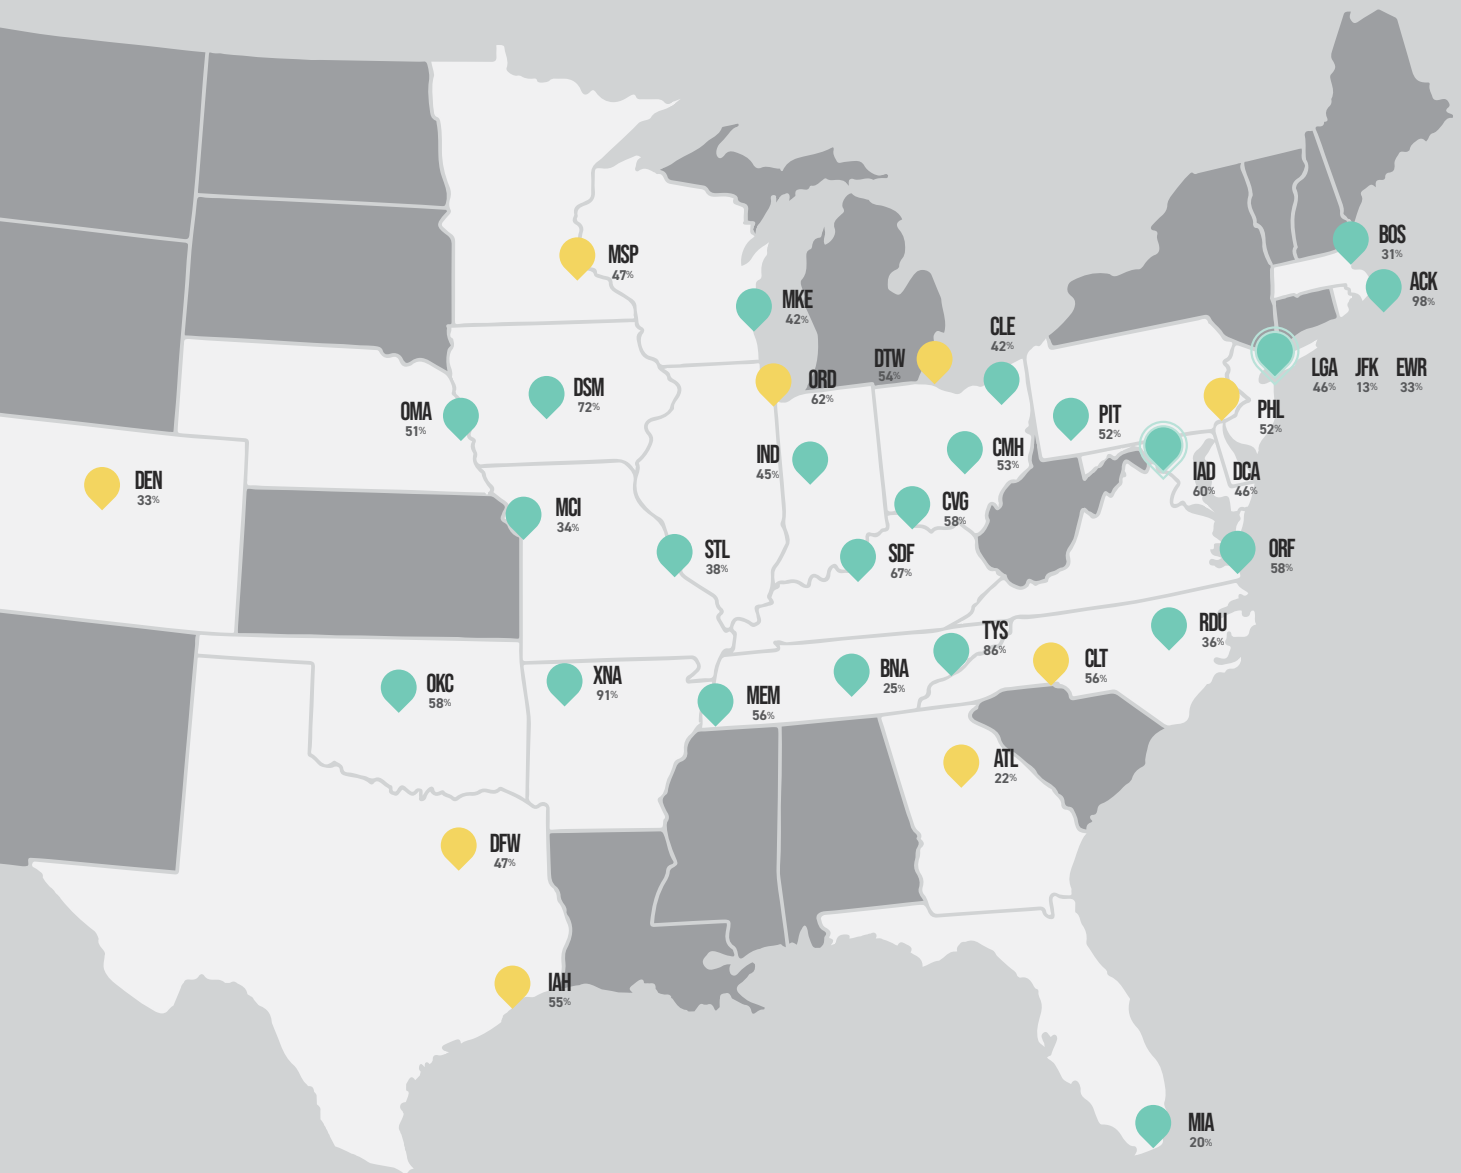 BOS
31%
ACK
98%
MSP
47%
MKE
42%
CLE
42%
DTW
54%
ORD
62%
LGA JFK EWR
46% 13% 33%
DSM
72%
OMA
51%
PHL
52%
PIT
52%
CMH
53%
IND
45%
IAD DCA
60% 46%
DEN
33%
MCI
34%
CVG
58%
STL
38%
SDF
67%
ORF
58%
RDU
36%
TYS
86%
CLT
56%
BNA
25%
XNA
91%
OKC
58%
MEM
56%
ATL
22%
DFW
47%
IAH
55%
MIA
20%